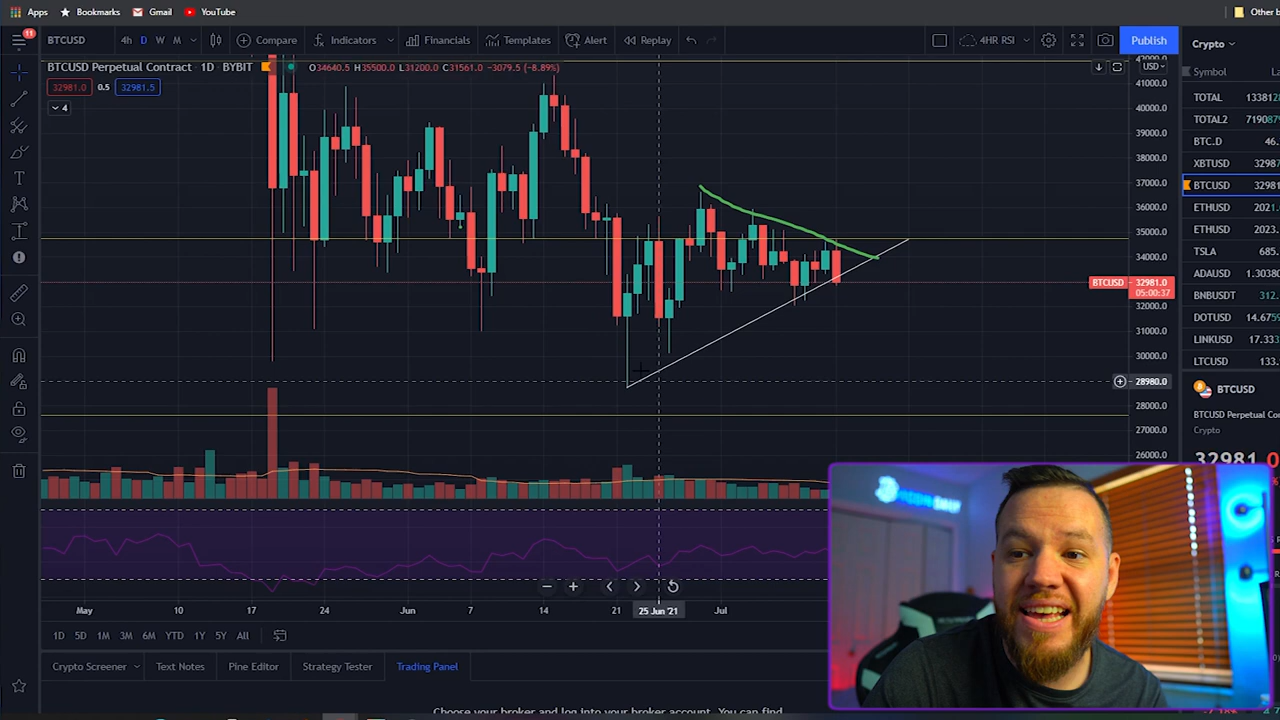 Apps Bookmarks Gmail YouTube Other b
11 BTCUSD 4h D W M Compare Indicators Financials Templates Alert Replay 4HR RSI Publish Crypto
BTCUSD Perpetual Contract · 1D · BYBIT O34640.5 H35500.0 L31200.0 C31561.0 −3079.5 (−8.89%) USD
32981.0 0.5 32981.5
4
41000.0
40000.0
39000.0
38000.0
37000.0
36000.0
35000.0
34000.0
BTCUSD 32981.0
05:00:37
32000.0
31000.0
30000.0
28980.0
28000.0
27000.0
26000.0
May 10 17 24 Jun 7 14 21 25 Jun '21 Jul
1D 5D 1M 3M 6M YTD 1Y 5Y All
Crypto Screener Text Notes Pine Editor Strategy Tester Trading Panel
Choose your broker and log into your broker account. You can find
Symbol La
TOTAL 133812
TOTAL2 719087
BTC.D 46.
XBTUSD 32987
BTCUSD 32981
ETHUSD 2021.
ETHUSD 2023.
TSLA 685.
ADAUSD 1.30380
BNBUSDT 312.
DOTUSD 14.675
LINKUSD 17.333
LTCUSD 133.
BTCUSD
BTCUSD Perpetual Con
Crypto
32981.0